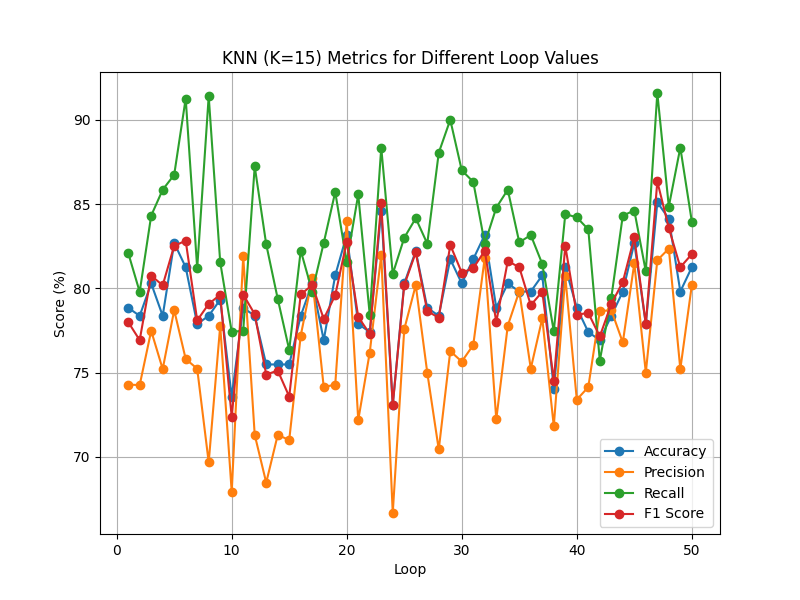 KNN (K=15) Metrics for Different Loop Values
Score (%)
90
85
80
75
70
0
10
20
30
40
50
Loop
Accuracy
Precision
Recall
F1 Score